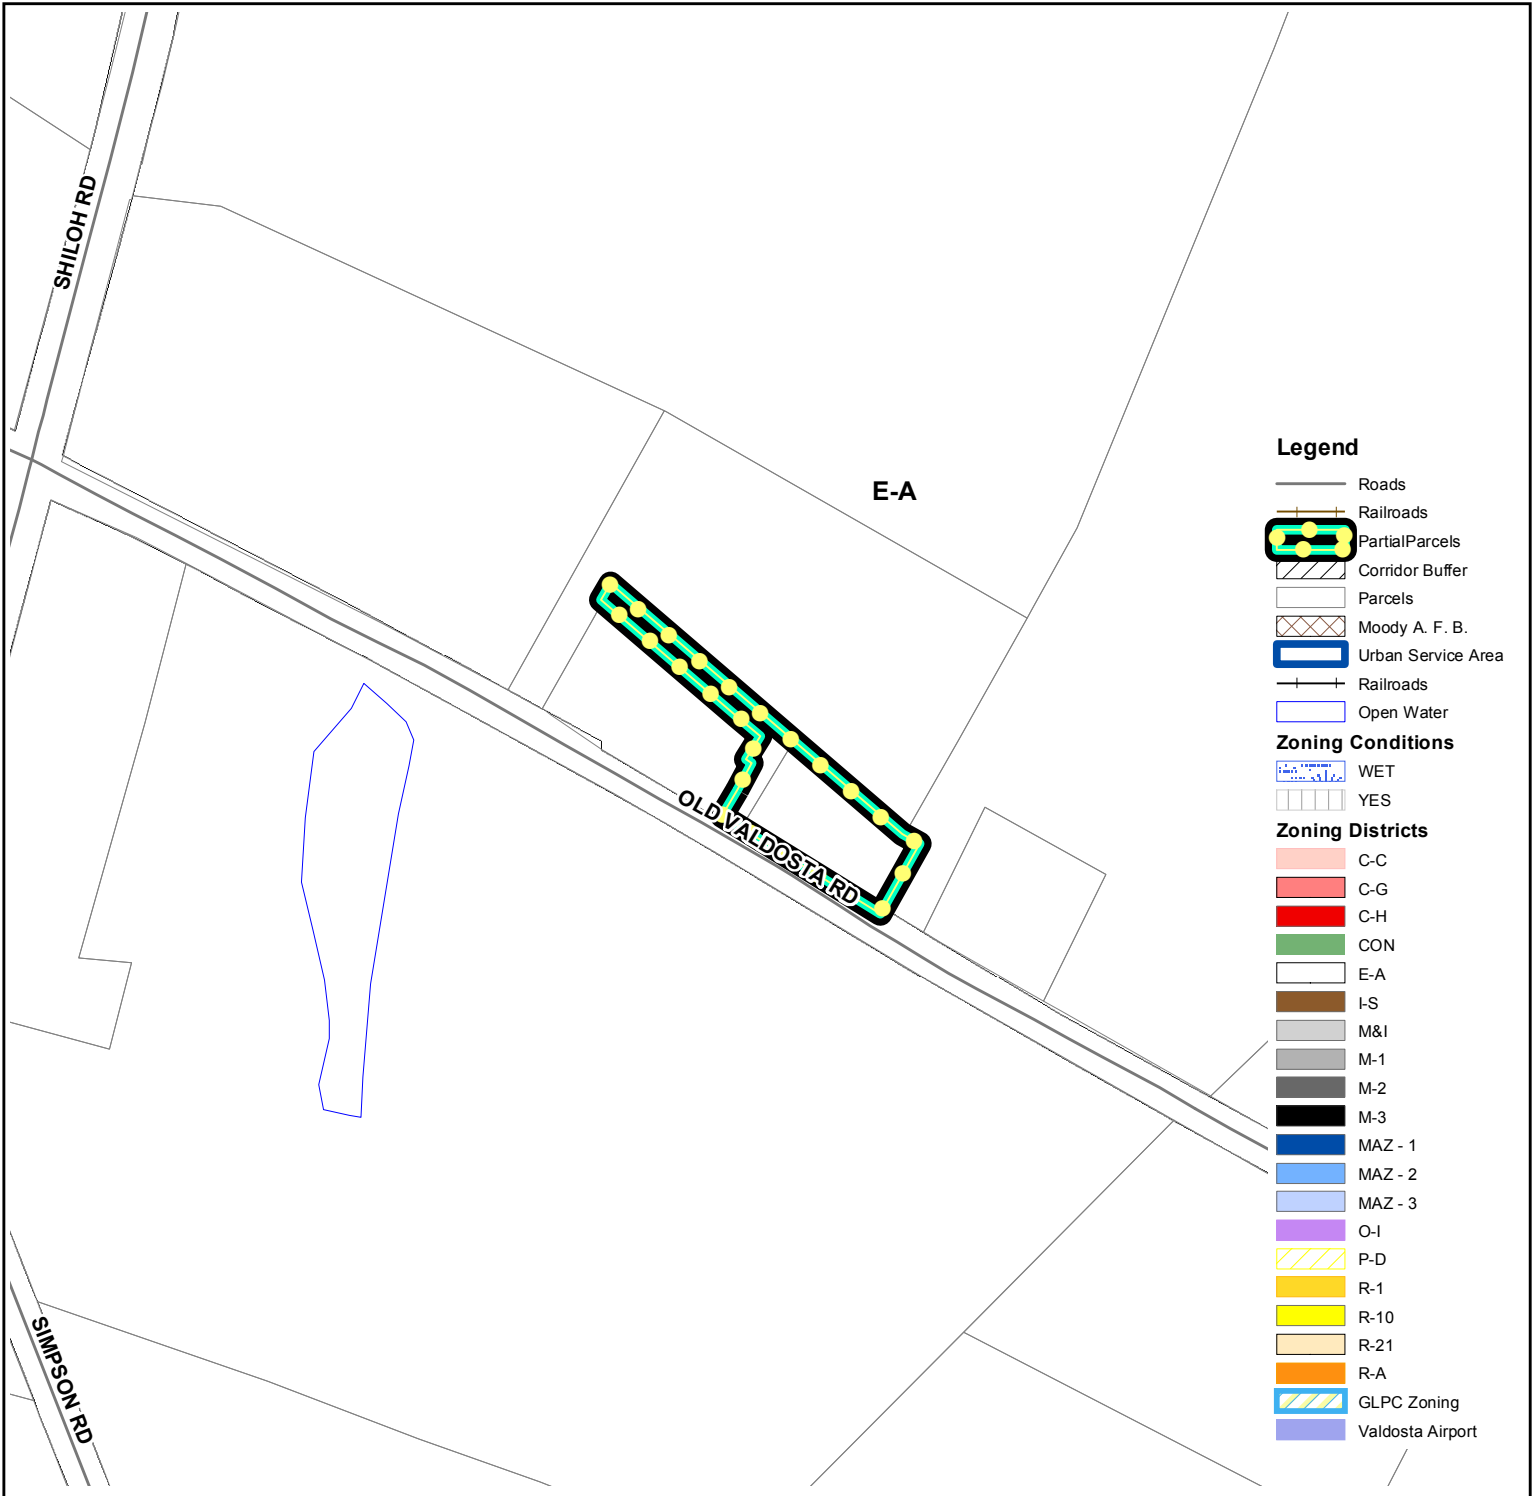 SHILOH RD
E-A
OLD VALDOSTA RD
SIMPSON RD
Legend
Roads
Railroads
PartialParcels
Corridor Buffer
Parcels
Moody A. F. B.
Urban Service Area
Railroads
Open Water
Zoning Conditions
WET
YES
Zoning Districts
C-C
C-G
C-H
CON
E-A
I-S
M&I
M-1
M-2
M-3
MAZ - 1
MAZ - 2
MAZ - 3
O-I
P-D
R-1
R-10
R-21
R-A
GLPC Zoning
Valdosta Airport